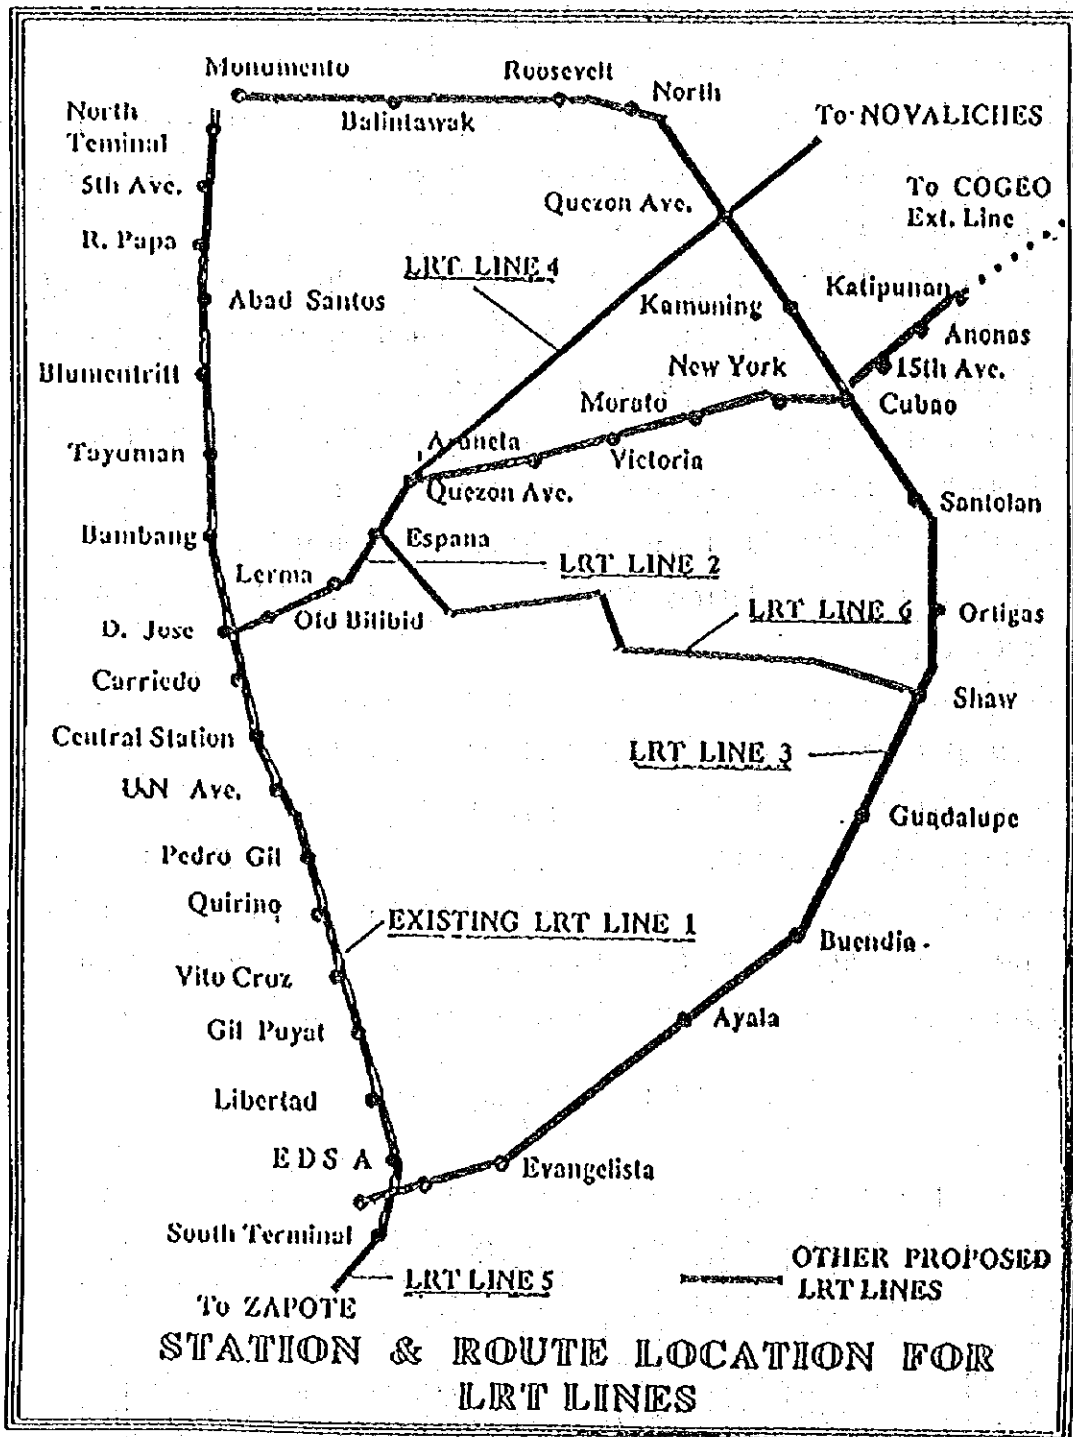 Monumento
Roosevelt
North
North
Teminal
Balintawak
To NOVALICHES
5th Ave.
To COGEO
Ext. Line
Quezon Ave.
R. Papa
LRT LINE 4
Abad Santos
Kamuning
Katipunan
Anonas
Blumentritt
New York
15th Ave.
Morato
Cubao
Tayuman
Araneta
Victoria
Quezon Ave.
Santolan
Bambang
Espana
Lerma
LRT LINE 2
D. Jose
Old Bilibid
LRT LINE 6
Ortigas
Carriedo
Shaw
Central Station
LRT LINE 3
UN Ave.
Guadalupe
Pedro Gil
Quirino
EXISTING LRT LINE 1
Buendia
Vito Cruz
Ayala
Gil Puyat
Libertad
EDSA
Evangelista
South Terminal
LRT LINE 5
OTHER PROPOSED
LRT LINES
To ZAPOTE
STATION & ROUTE LOCATION FOR
LRT LINES